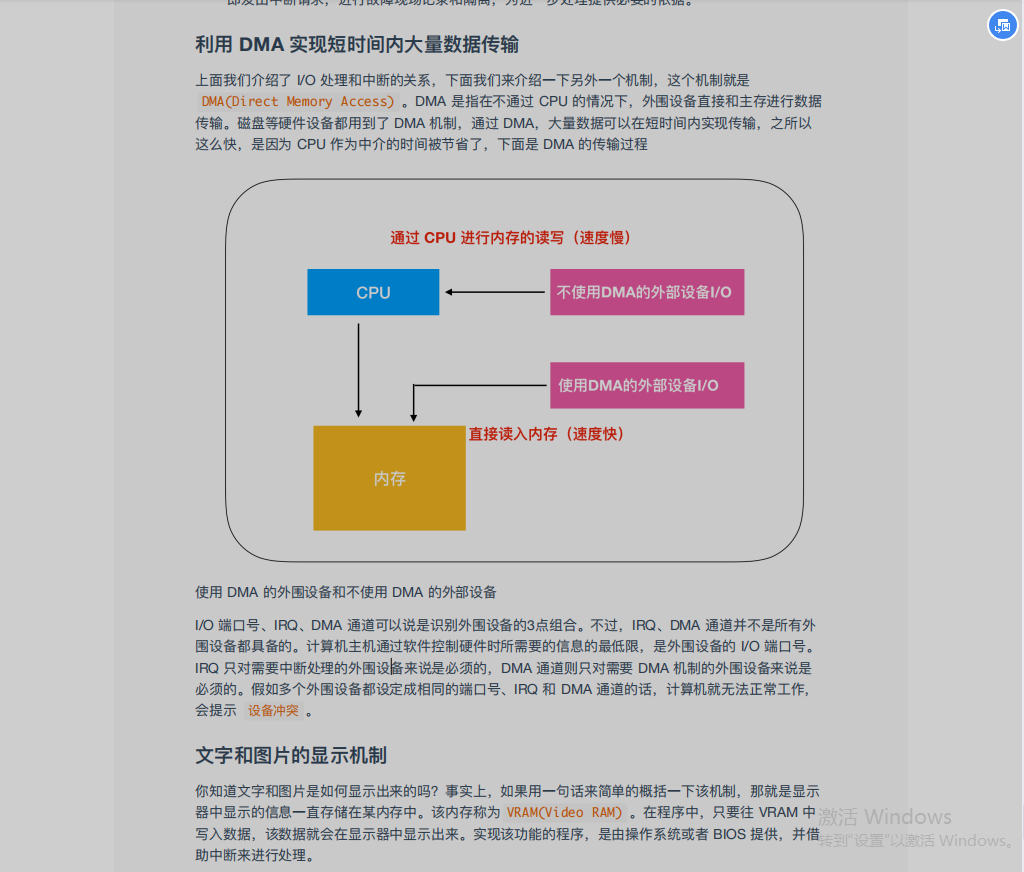 即发出中断请求，进行故障现场记录和隔离，为进一步处理提供必要的依据。
利用 DMA 实现短时间内大量数据传输
上面我们介绍了 I/O 处理和中断的关系，下面我们来介绍一下另外一个机制，这个机制就是
DMA(Direct Memory Access) 。DMA 是指在不通过 CPU 的情况下，外围设备直接和主存进行数据
传输。磁盘等硬件设备都用到了 DMA 机制，通过 DMA，大量数据可以在短时间内实现传输，之所以
这么快，是因为 CPU 作为中介的时间被节省了，下面是 DMA 的传输过程
通过 CPU 进行内存的读写（速度慢）
CPU
不使用DMA的外部设备I/O
使用DMA的外部设备I/O
直接读入内存（速度快）
内存
使用 DMA 的外围设备和不使用 DMA 的外部设备
I/O 端口号、IRQ、DMA 通道可以说是识别外围设备的3点组合。不过，IRQ、DMA 通道并不是所有外
围设备都具备的。计算机主机通过软件控制硬件时所需要的信息的最低限，是外围设备的 I/O 端口号。
IRQ 只对需要中断处理的外围设备来说是必须的，DMA 通道则只对需要 DMA 机制的外围设备来说是
必须的。假如多个外围设备都设定成相同的端口号、IRQ 和 DMA 通道的话，计算机就无法正常工作，
会提示 设备冲突 。
文字和图片的显示机制
你知道文字和图片是如何显示出来的吗？事实上，如果用一句话来简单的概括一下该机制，那就是显示
器中显示的信息一直存储在某内存中。该内存称为 VRAM(Video RAM) 。在程序中，只要往 VRAM 中
写入数据，该数据就会在显示器中显示出来。实现该功能的程序，是由操作系统或者 BIOS 提供，并借
助中断来进行处理。
激活 Windows
转到"设置"以激活 Windows。